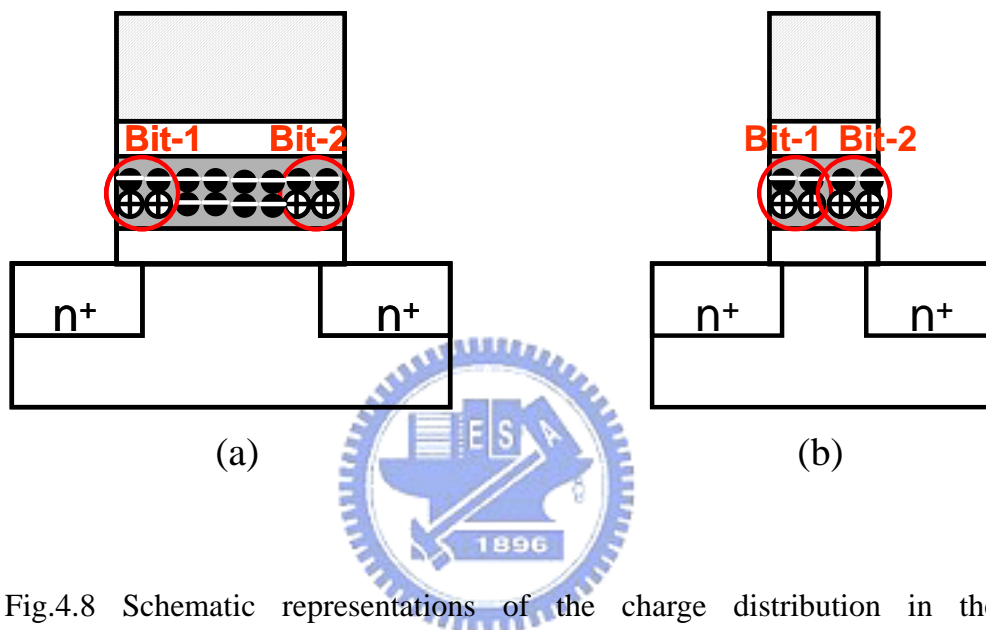 Bit-1 Bit-2
Bit-1 Bit-2
n+ n+
n+ n+
(a) (b)
E S A
1896
Fig.4.8 Schematic representations of the charge distribution in the